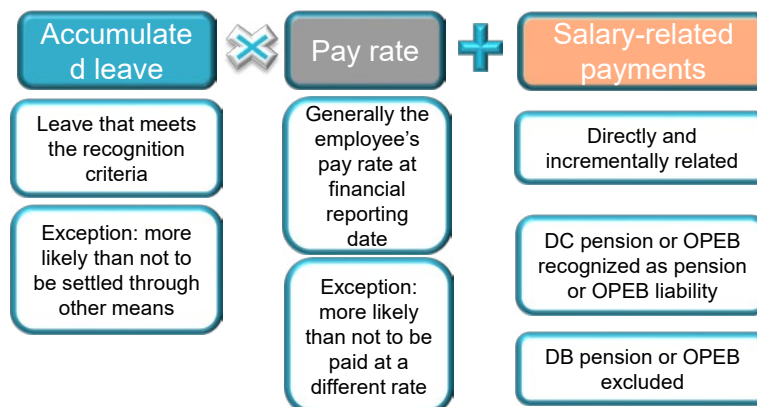 Accumulate
d leave
Pay rate
Salary-related
payments
Leave that meets
the recognition
criteria
Exception: more
likely than not to
be settled through
other means
Generally the
employee’s
pay rate at
financial
reporting
date
Exception:
more likely
than not to be
paid at a
different rate
Directly and
incrementally related
DC pension or OPEB
recognized as pension
or OPEB liability
DB pension or OPEB
excluded